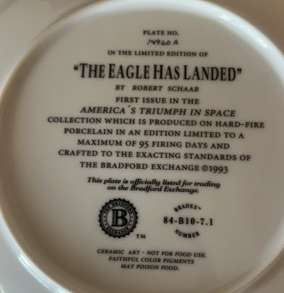 PLATE NO.
14960 A
IN THE LIMITED EDITION OF
"THE EAGLE HAS LANDED"
BY ROBERT SCHAAR
FIRST ISSUE IN THE
AMERICA'S TRIUMPH IN SPACE
COLLECTION WHICH IS PRODUCED ON HARD-FIRE
PORCELAIN IN AN EDITION LIMITED TO A
MAXIMUM OF 95 FIRING DAYS AND
CRAFTED TO THE EXACTING STANDARDS OF
THE BRADFORD EXCHANGE ©1993
This plate is officially listed for trading
on the Bradford Exchange.
B
TM
BRADEX®
84-B10-7.1
NUMBER
CERAMIC ART - NOT FOR FOOD USE.
FAITHFUL COLOR PIGMENTS
MAY POISON FOOD.